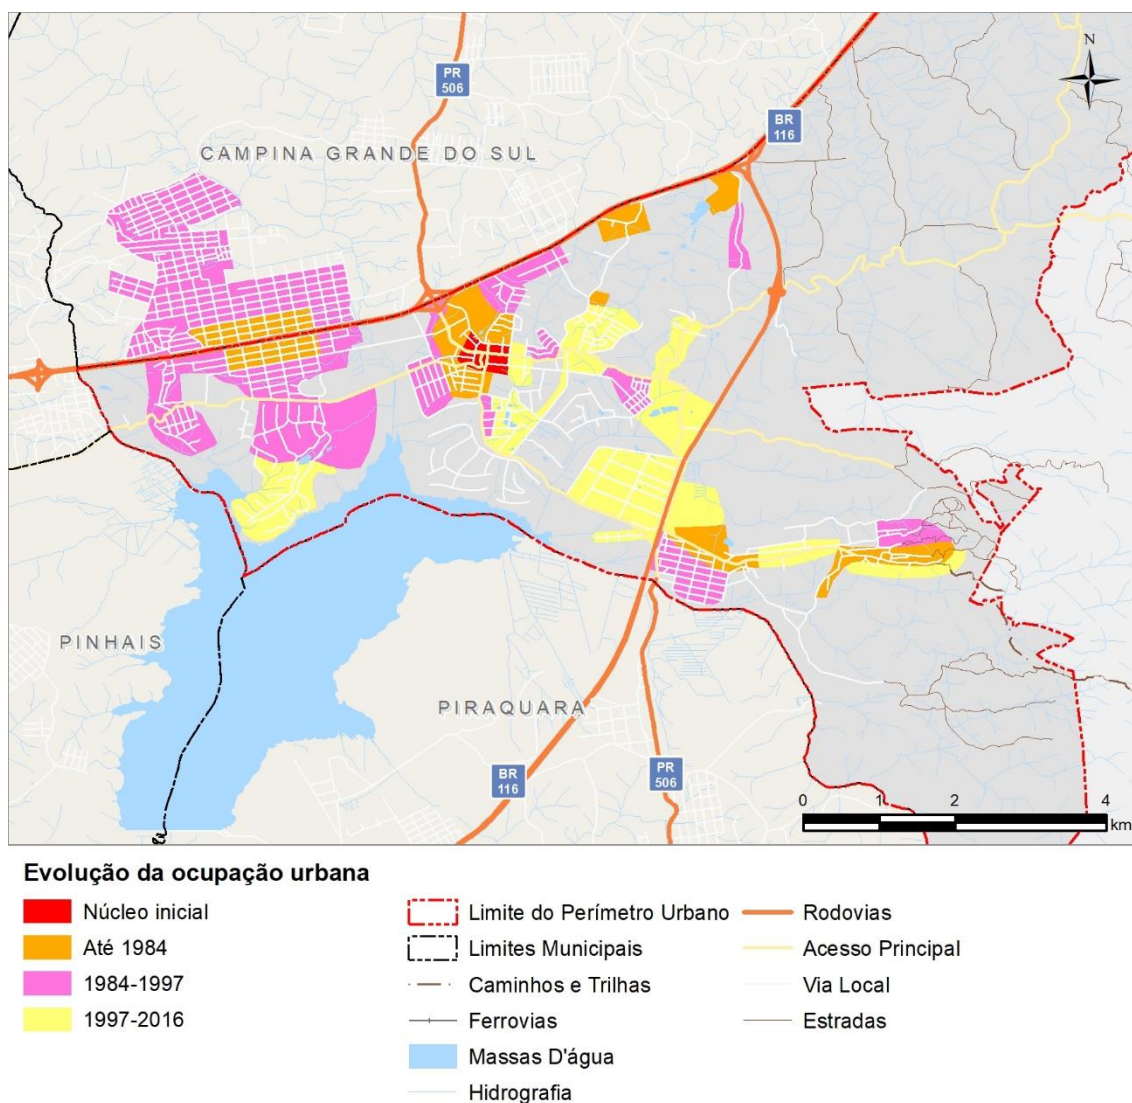 N
PR
506
BR
116
CAMPINA GRANDE DO SUL
PINHAIS
PIRAQUARA
BR
116
PR
506
0 1 2 4
km
Evolução da ocupação urbana
Núcleo inicial
Até 1984
1984-1997
1997-2016
Limite do Perímetro Urbano
Limites Municipais
Caminhos e Trilhas
Ferrovias
Massas D'água
Hidrografia
Rodovias
Acesso Principal
Via Local
Estradas